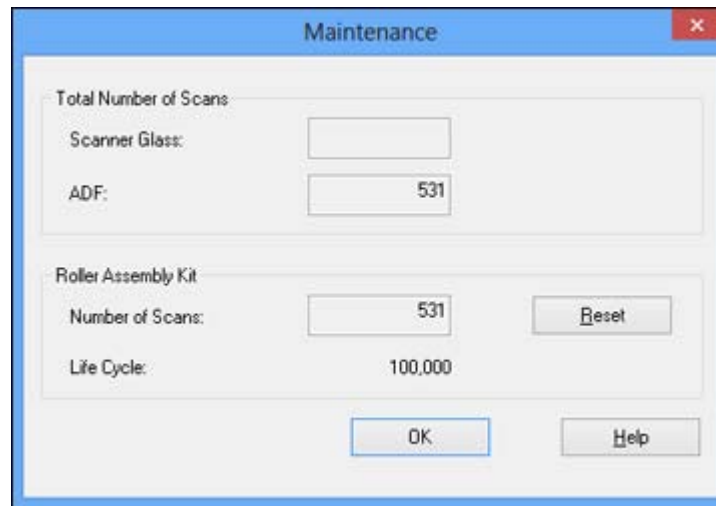 Maintenance
Total Number of Scans
Scanner Glass:
ADF: 531
Roller Assembly Kit
Number of Scans: 531 Reset
Life Cycle: 100,000
OK Help